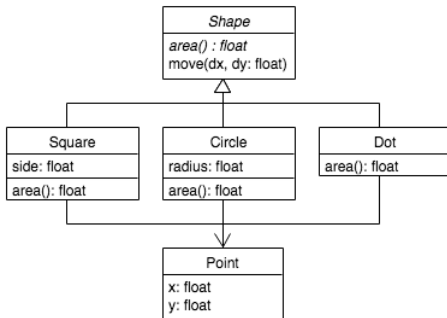 Shape
area() : float
move(dx, dy: float)
Square
side: float
area(): float
Circle
radius: float
area(): float
Dot
area(): float
Point
x: float
y: float